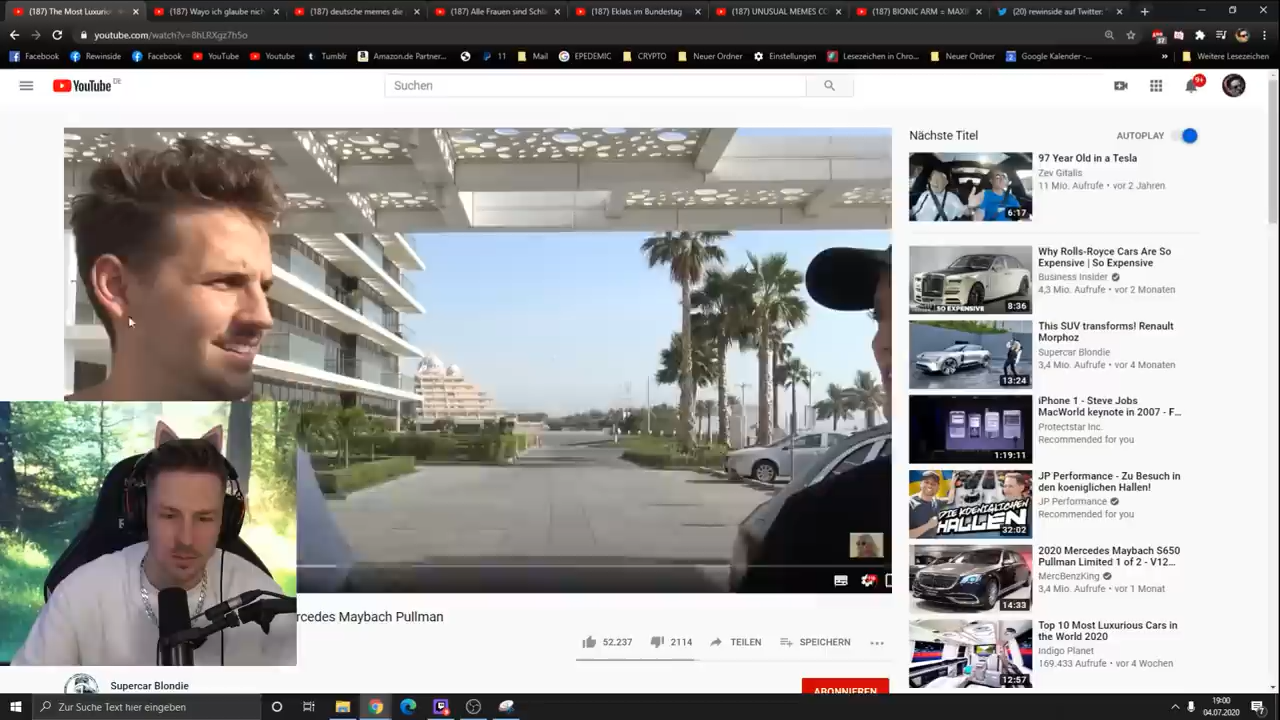 (187) The Most Luxuri
(187) Wayo ich glaube nich
(187) deutsche memes die
(187) Alle Frauen sind Schl
(187) Eklats im Bundestag
(187) UNUSUAL MEMES CO
(187) BIONIC ARM = MAXI
(20) rewinside auf Twitter:
youtube.com/watch?v=8hLRXgz7h5o
37
Facebook
Rewinside
Facebook
YouTube
Youtube
Tumblr
Amazon.de Partner...
11
Mail
EPEDEMIC
CRYPTO
Neuer Ordner
Einstellungen
Lesezeichen in Chro...
Neuer Ordner
Google Kalender -...
»
Weitere Lesezeichen
YouTube DE
Suchen
9+
Nächste Titel
AUTOPLAY
97 Year Old in a Tesla
Zev Gitalis
11 Mio. Aufrufe • vor 2 Jahren
6:17
Why Rolls-Royce Cars Are So
Expensive | So Expensive
Business Insider
4,3 Mio. Aufrufe • vor 2 Monaten
SO EXPENSIVE
8:36
This SUV transforms! Renault
Morphoz
Supercar Blondie
3,4 Mio. Aufrufe • vor 4 Monaten
13:24
iPhone 1 - Steve Jobs
MacWorld keynote in 2007 - F...
Protectstar Inc.
Recommended for you
1:19:11
JP Performance - Zu Besuch in
den koeniglichen Hallen!
JP Performance
Recommended for you
DIE KOENIGLICHEN
HALLEN
32:02
2020 Mercedes Maybach S650
Pullman Limited 1 of 2 - V12...
MercBenzKing
3,4 Mio. Aufrufe • vor 1 Monat
14:33
Top 10 Most Luxurious Cars in
the World 2020
Indigo Planet
169.433 Aufrufe • vor 4 Wochen
12:57
rcedes Maybach Pullman
52.237
2114
TEILEN
SPEICHERN
Supercar Blondie
ABONNIEREN
Zur Suche Text hier eingeben
19:00
04.07.2020